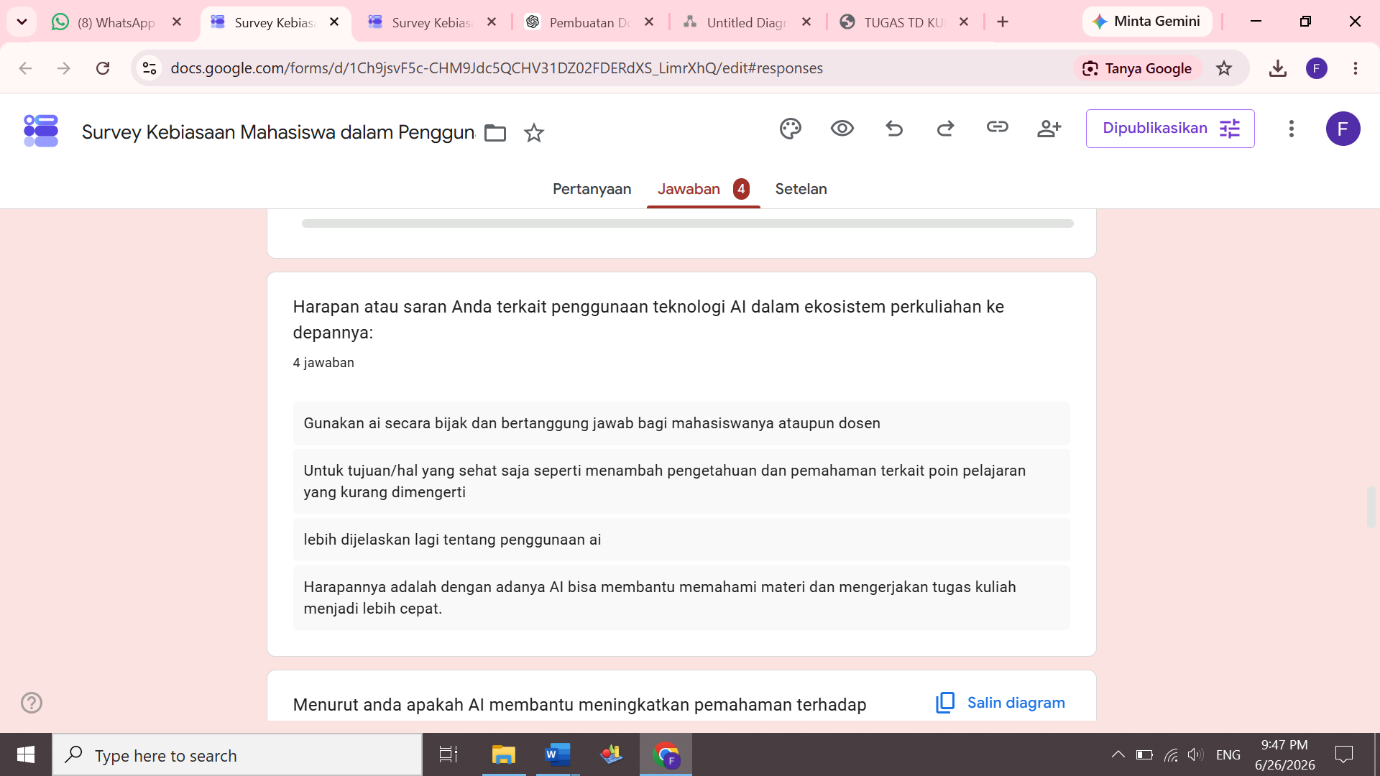 (8) WhatsApp
Survey Kebias
Survey Kebias
Pembuatan D
Untitled Diagr
TUGAS TD KU
Minta Gemini
docs.google.com/forms/d/1Ch9jsvF5c-CHM9Jdc5QCHV31DZ02FDERdXS_LimrXhQ/edit#responses
Tanya Google
F
Survey Kebiasaan Mahasiswa dalam Penggun
Dipublikasikan
F
Pertanyaan
Jawaban 4
Setelan
Harapan atau saran Anda terkait penggunaan teknologi AI dalam ekosistem perkuliahan ke
depannya:
4 jawaban
Gunakan ai secara bijak dan bertanggung jawab bagi mahasiswanya ataupun dosen
Untuk tujuan/hal yang sehat saja seperti menambah pengetahuan dan pemahaman terkait poin pelajaran
yang kurang dimengerti
lebih dijelaskan lagi tentang penggunaan ai
Harapannya adalah dengan adanya AI bisa membantu memahami materi dan mengerjakan tugas kuliah
menjadi lebih cepat.
Menurut anda apakah AI membantu meningkatkan pemahaman terhadap
Salin diagram
Type here to search
W
F
ENG
9:47 PM
6/26/2026